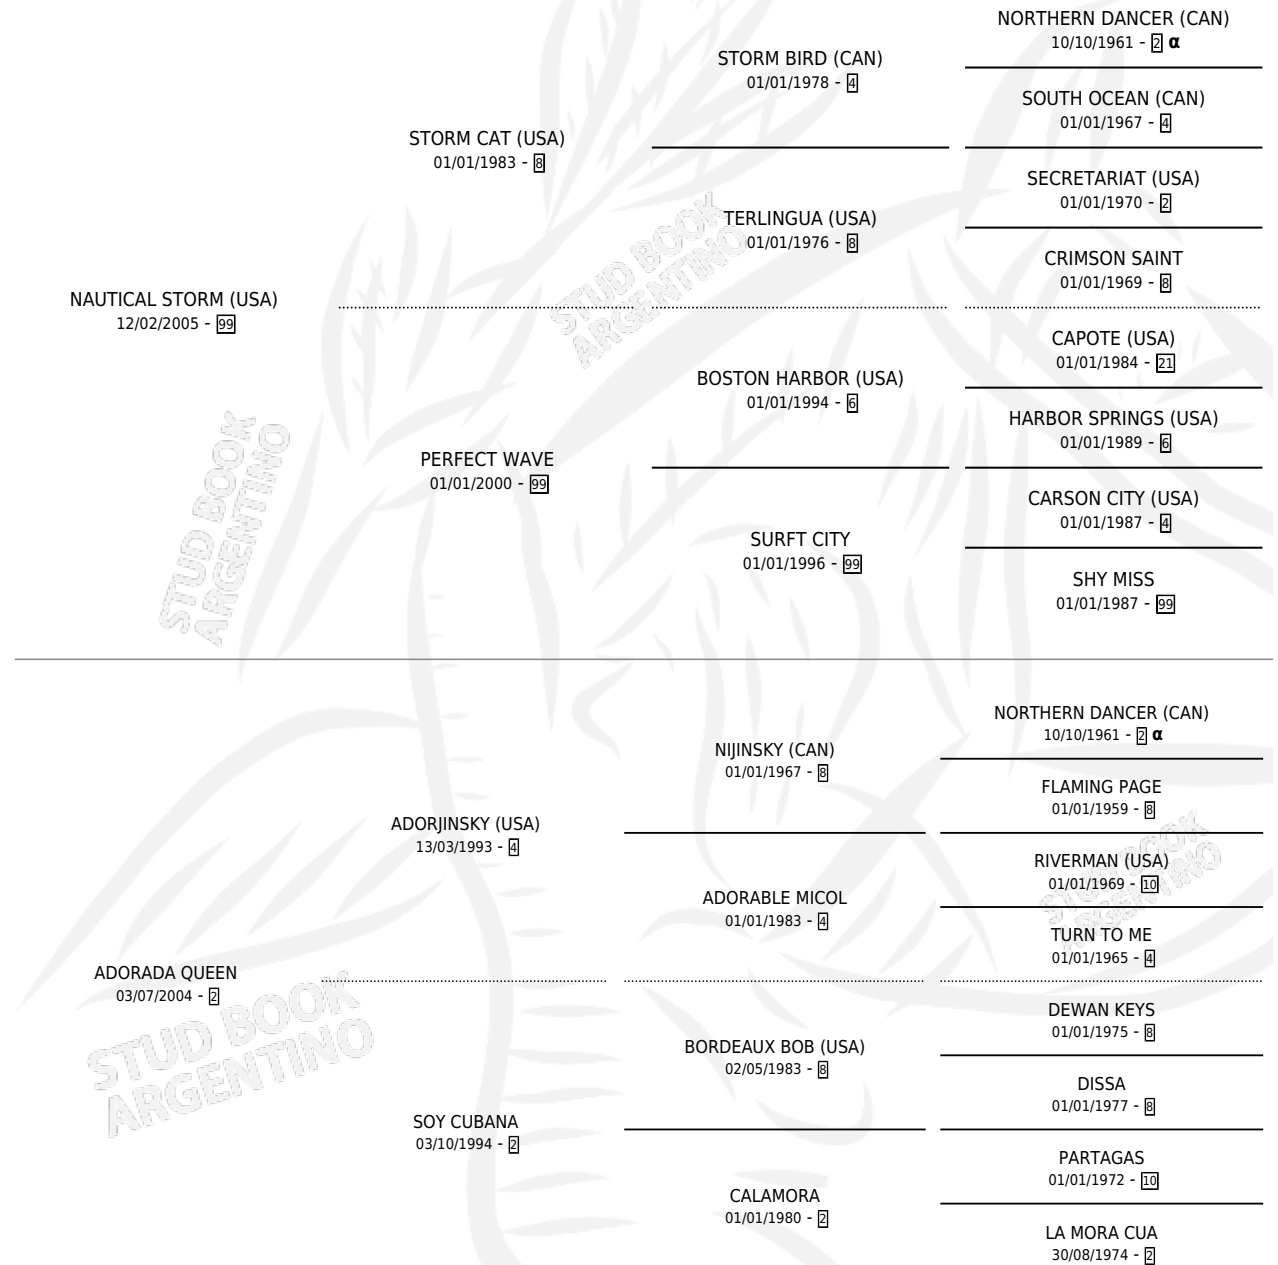 NORTHERN DANCER (CAN)
10/10/1961 - 2 α
STORM BIRD (CAN)
01/01/1978 - 4
SOUTH OCEAN (CAN)
01/01/1967 - 4
STORM CAT (USA)
01/01/1983 - 8
SECRETARIAT (USA)
01/01/1970 - 2
TERLINGUA (USA)
01/01/1976 - 8
CRIMSON SAINT
01/01/1969 - 8
NAUTICAL STORM (USA)
12/02/2005 - 99
CAPOTE (USA)
01/01/1984 - 21
BOSTON HARBOR (USA)
01/01/1994 - 6
HARBOR SPRINGS (USA)
01/01/1989 - 6
PERFECT WAVE
01/01/2000 - 99
CARSON CITY (USA)
01/01/1987 - 4
SURFT CITY
01/01/1996 - 99
SHY MISS
01/01/1987 - 99
NORTHERN DANCER (CAN)
10/10/1961 - 2 α
NIJINSKY (CAN)
01/01/1967 - 8
FLAMING PAGE
01/01/1959 - 8
ADORJINSKY (USA)
13/03/1993 - 4
RIVERMAN (USA)
01/01/1969 - 10
ADORABLE MICOL
01/01/1983 - 4
TURN TO ME
01/01/1965 - 4
ADORADA QUEEN
03/07/2004 - 2
DEWAN KEYS
01/01/1975 - 8
BORDEAUX BOB (USA)
02/05/1983 - 8
DISSA
01/01/1977 - 8
SOY CUBANA
03/10/1994 - 2
PARTAGAS
01/01/1972 - 10
CALAMORA
01/01/1980 - 2
LA MORA CUA
30/08/1974 - 2
STUD BOOK
ARGENTINO
STUD BOOK
ARGENTINO
STUD BOOK
ARGENTINO
STUD BOOK
ARGENTINO